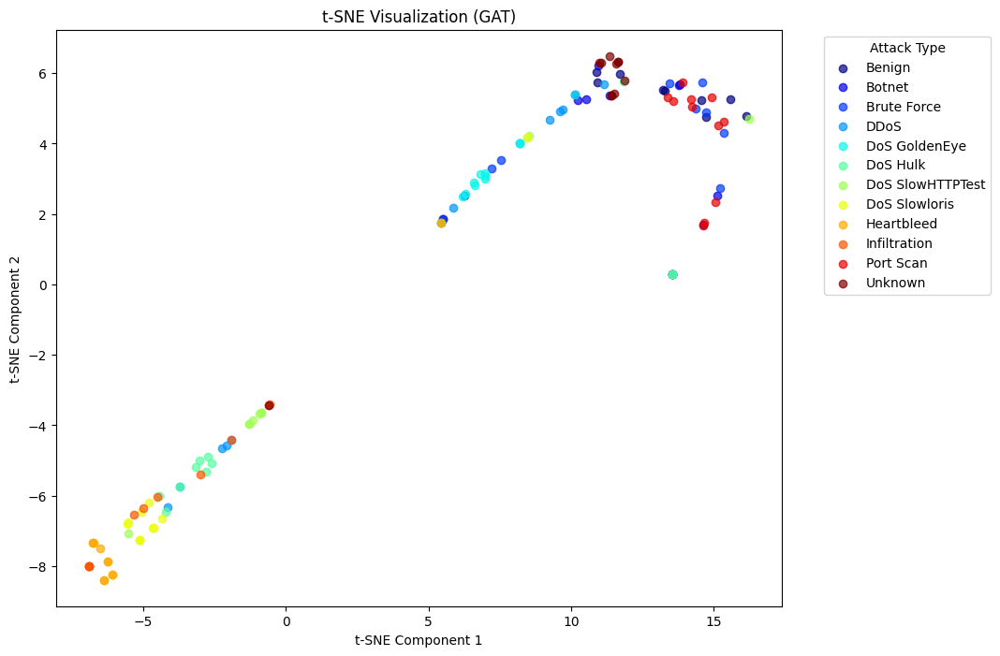 t-SNE Visualization (GAT)
t-SNE Component 2
6
4
2
0
−2
−4
−6
−8
−5
0
5
10
15
t-SNE Component 1
Attack Type
Benign
Botnet
Brute Force
DDoS
DoS GoldenEye
DoS Hulk
DoS SlowHTTPTest
DoS Slowloris
Heartbleed
Infiltration
Port Scan
Unknown